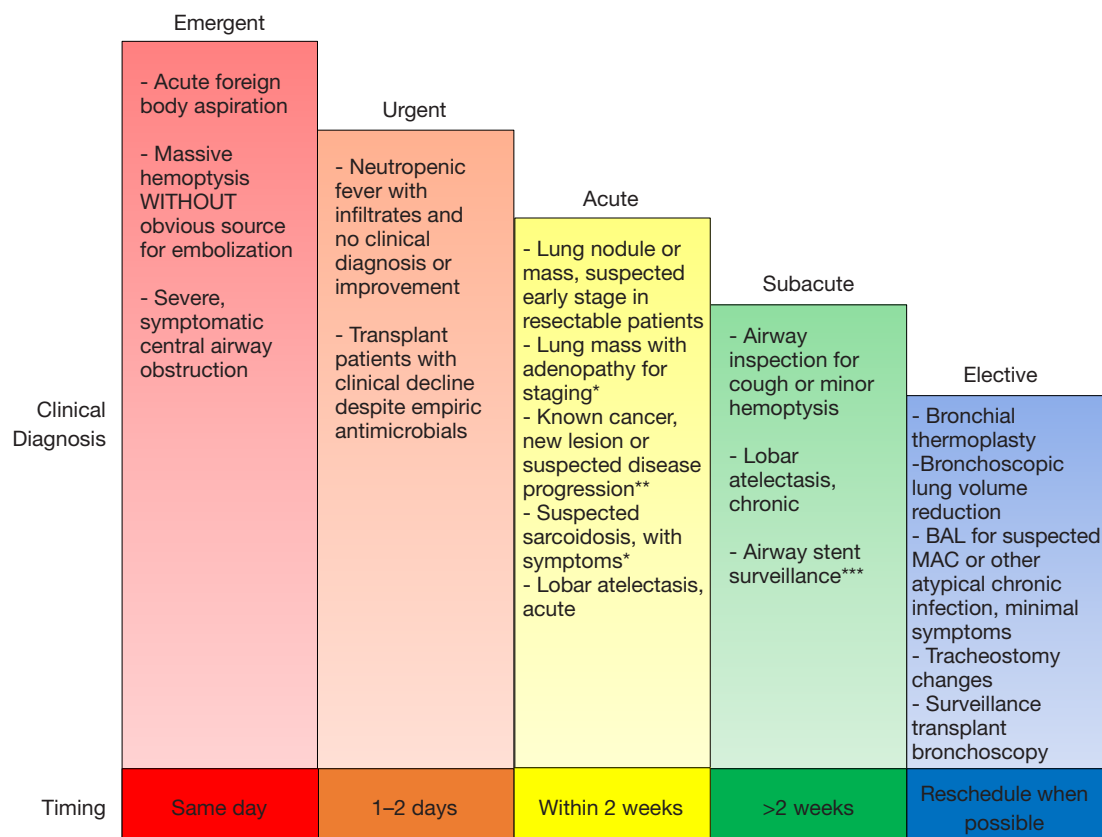 Emergent
- Acute foreign
body aspiration
- Massive
hemoptysis
WITHOUT
obvious source
for embolization
- Severe,
symptomatic
central airway
obstruction
Urgent
- Neutropenic
fever with
infiltrates and
no clinical
diagnosis or
improvement
- Transplant
patients with
clinical decline
despite empiric
antimicrobials
Acute
- Lung nodule or
mass, suspected
early stage in
resectable patients
- Lung mass with
adenopathy for
staging*
- Known cancer,
new lesion or
suspected disease
progression**
- Suspected
sarcoidosis, with
symptoms*
- Lobar atelectasis,
acute
Subacute
- Airway
inspection for
cough or minor
hemoptysis
- Lobar
atelectasis,
chronic
- Airway stent
surveillance***
Elective
- Bronchial
thermoplasty
-Bronchoscopic
lung volume
reduction
- BAL for suspected
MAC or other
atypical chronic
infection, minimal
symptoms
- Tracheostomy
changes
- Surveillance
transplant
bronchoscopy
Clinical
Diagnosis
Timing
Same day
1–2 days
Within 2 weeks
>2 weeks
Reschedule when
possible